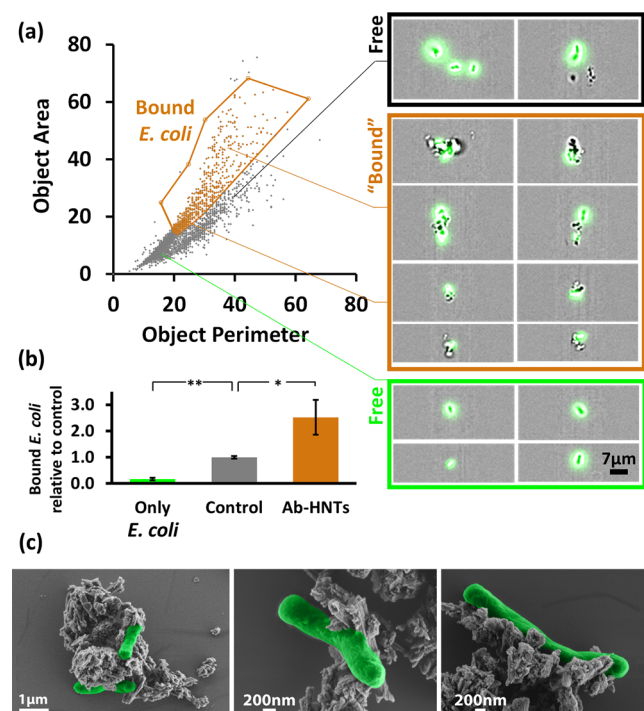 (a)
Object Area
80
60
40
20
0
Bound
E. coli
0
20
40
60
80
Object Perimeter
Free
“Bound”
Free
7µm
(b)
Bound E. coli
relative to control
3.0
2.0
1.0
0.0
**
*
Only
E. coli
Control
Ab-HNTs
(c)
1µm
200nm
200nm